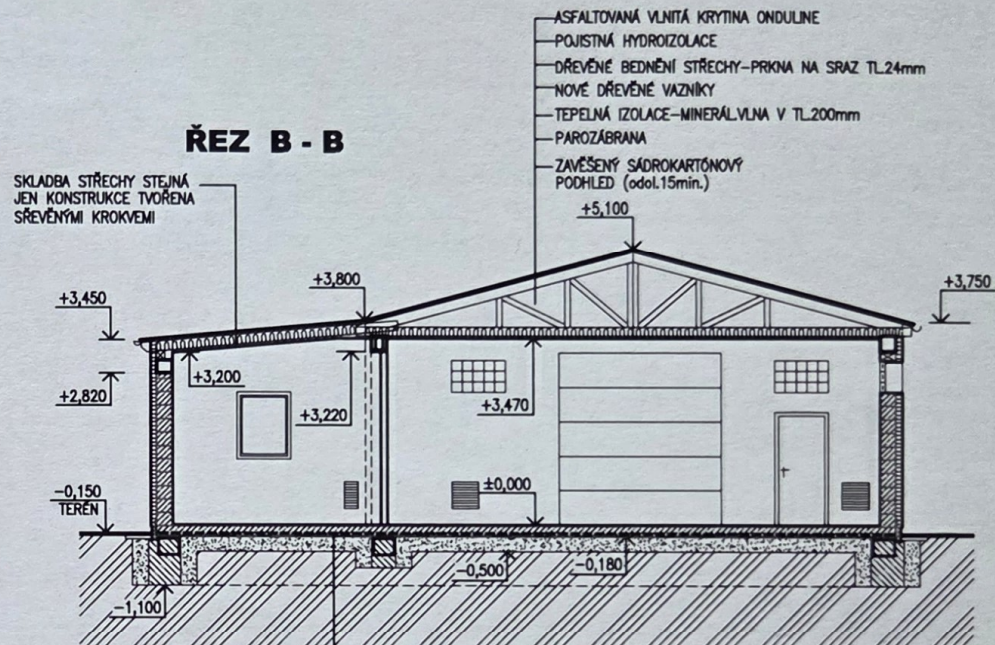 ASFALTOVANÁ VLNITÁ KRYTINA ONDULINE
POJISTNÁ HYDROIZOLACE
DŘEVĚNÉ BEDNĚNÍ STŘECHY-PRKNA NA SRAZ TL.24mm
NOVÉ DŘEVĚNÉ VAZNÍKY
TEPELNÁ IZOLACE-MINERÁL.VLNA V TL.200mm
PAROZÁBRANA
ZAVĚŠENÝ SÁDROKARTÓNOVÝ
PODHLED (odol.15min.)
ŘEZ B - B
SKLADBA STŘECHY STEJNÁ
JEN KONSTRUKCE TVOŘENA
SŘEVĚNÝMI KROKVEMI
+5,100
+3,800
+3,750
+3,450
+3,200
+2,820
+3,220
+3,470
±0,000
-0,150
TERÉN
-0,500
-0,180
-1,100